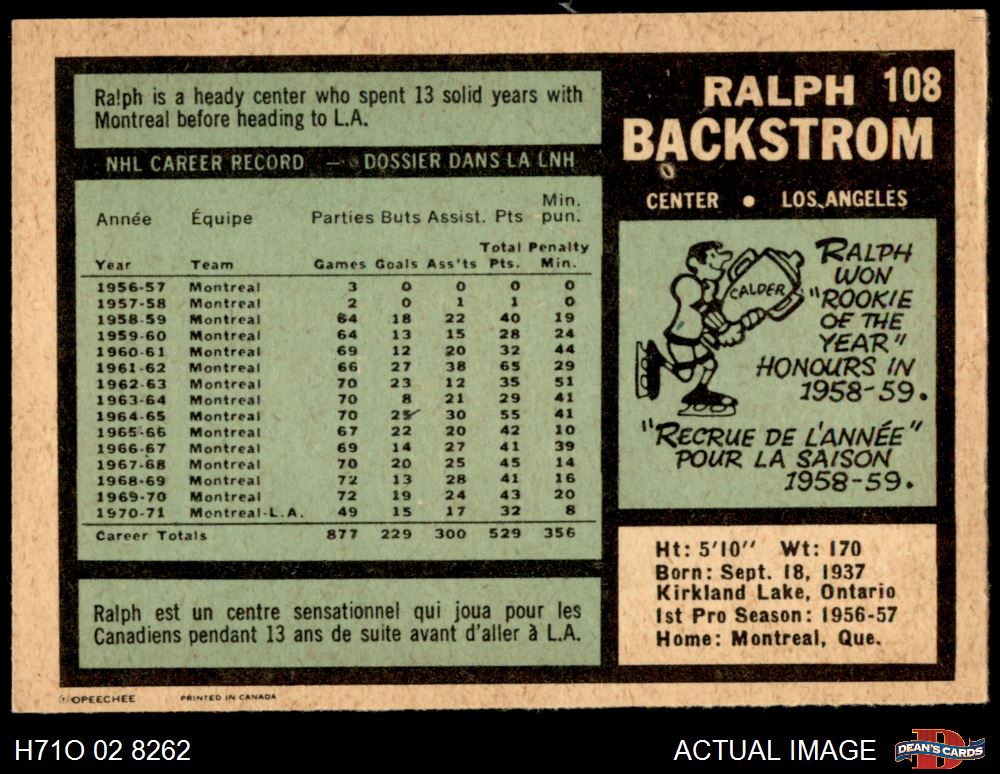 Ralph is a heady center who spent 13 solid years with
Montreal before heading to L.A.
NHL CAREER RECORD — DOSSIER DANS LA LNH
Année Équipe Parties Buts Assist. Pts Min. pun.
Year Team Games Goals Ass'ts Total Pts. Penalty Min.
1956-57 Montreal 3 0 0 0 0
1957-58 Montreal 2 0 1 1 0
1958-59 Montreal 64 18 22 40 19
1959-60 Montreal 64 13 15 28 24
1960-61 Montreal 69 12 20 32 44
1961-62 Montreal 66 27 38 65 29
1962-63 Montreal 70 23 12 35 51
1963-64 Montreal 70 8 21 29 41
1964-65 Montreal 70 25 30 55 41
1965-66 Montreal 67 22 20 42 10
1966-67 Montreal 69 14 27 41 39
1967-68 Montreal 70 20 25 45 14
1968-69 Montreal 72 13 28 41 16
1969-70 Montreal 72 19 24 43 20
1970-71 Montreal-L.A. 49 15 17 32 8
Career Totals 877 229 300 529 356
Ralph est un centre sensationnel qui joua pour les
Canadiens pendant 13 ans de suite avant d'aller à L.A.
RALPH 108
BACKSTROM
CENTER • LOS ANGELES
CALDER
RALPH
WON
"ROOKIE
OF THE
YEAR"
HONOURS IN
1958-59.
"RECRUE DE L'ANNÉE"
POUR LA SAISON
1958-59.
Ht: 5'10" Wt: 170
Born: Sept. 18, 1937
Kirkland Lake, Ontario
1st Pro Season: 1956-57
Home: Montreal, Que.
© OPEECHEE PRINTED IN CANADA
H71O 02 8262 ACTUAL IMAGE DEAN'S CARDS